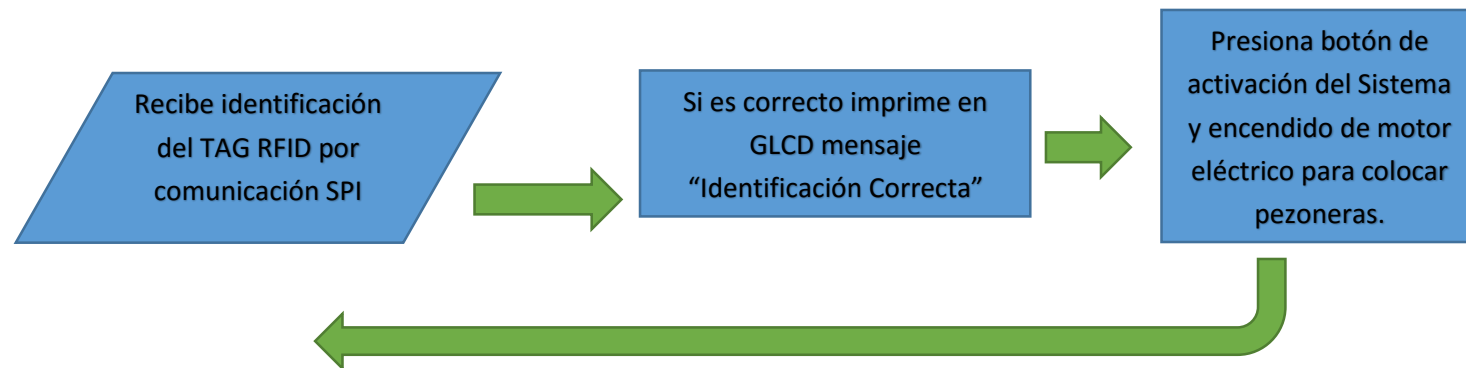 Recibe identificación
del TAG RFID por
comunicación SPI
Si es correcto imprime en
GLCD mensaje
“Identificación Correcta”
Presiona botón de
activación del Sistema
y encendido de motor
eléctrico para colocar
pezoneras.